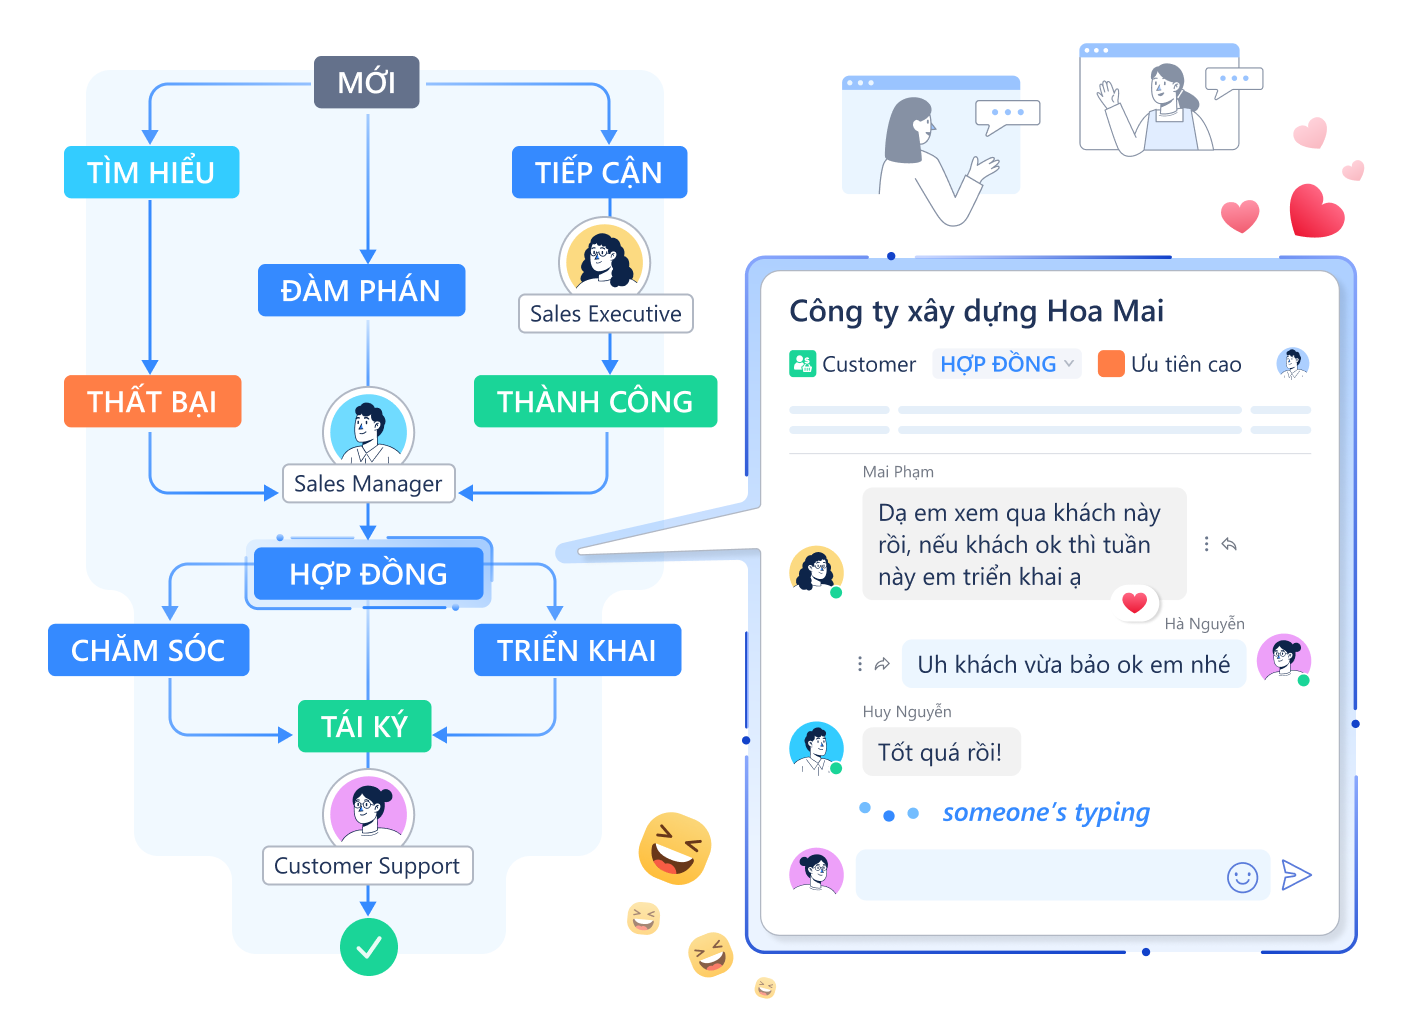 MỚI
TÌM HIỂU
TIẾP CẬN
ĐÀM PHÁN
Sales Executive
THẤT BẠI
THÀNH CÔNG
Sales Manager
HỢP ĐỒNG
CHĂM SÓC
TRIỂN KHAI
TÁI KÝ
Customer Support
Công ty xây dựng Hoa Mai
Customer HỢP ĐỒNG Ưu tiên cao
Mai Phạm
Dạ em xem qua khách này
rồi, nếu khách ok thì tuần
này em triển khai ạ
Hà Nguyễn
Uh khách vừa bảo ok em nhé
Huy Nguyễn
Tốt quá rồi!
someone's typing